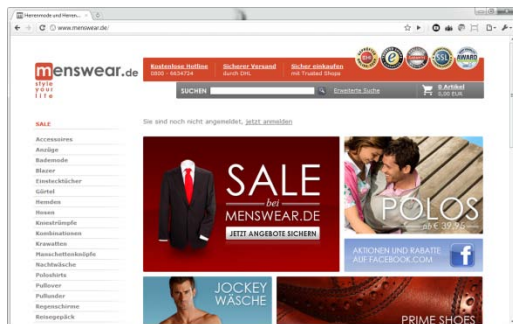 Herrenmode und Herren...
www.menswear.de/
menswear.de
style
your
life
Kostenlose Hotline
0800 - 6634724
Sicherer Versand
durch DHL
Sicher einkaufen
mit Trusted Shops
SSL
AWARD
SUCHEN
Erweiterte Suche
0 Artikel
0,00 EUR
SALE
Sie sind noch nicht angemeldet, jetzt anmelden
Accessoires
Anzüge
Bademode
Blazer
Einstecktücher
Gürtel
Hemden
Hosen
Kniestrümpfe
Kombinationen
Krawatten
Manschettenknöpfe
Nachtwäsche
Poloshirts
Pullover
Pullunder
Regenschirme
Reisegepäck
SALE
bei
MENSWEAR.DE
JETZT ANGEBOTE SICHERN
POLOS
ab € 39,95
AKTIONEN UND RABATTE
AUF FACEBOOK.COM
JOCKEY
WÄSCHE
PRIME SHOES